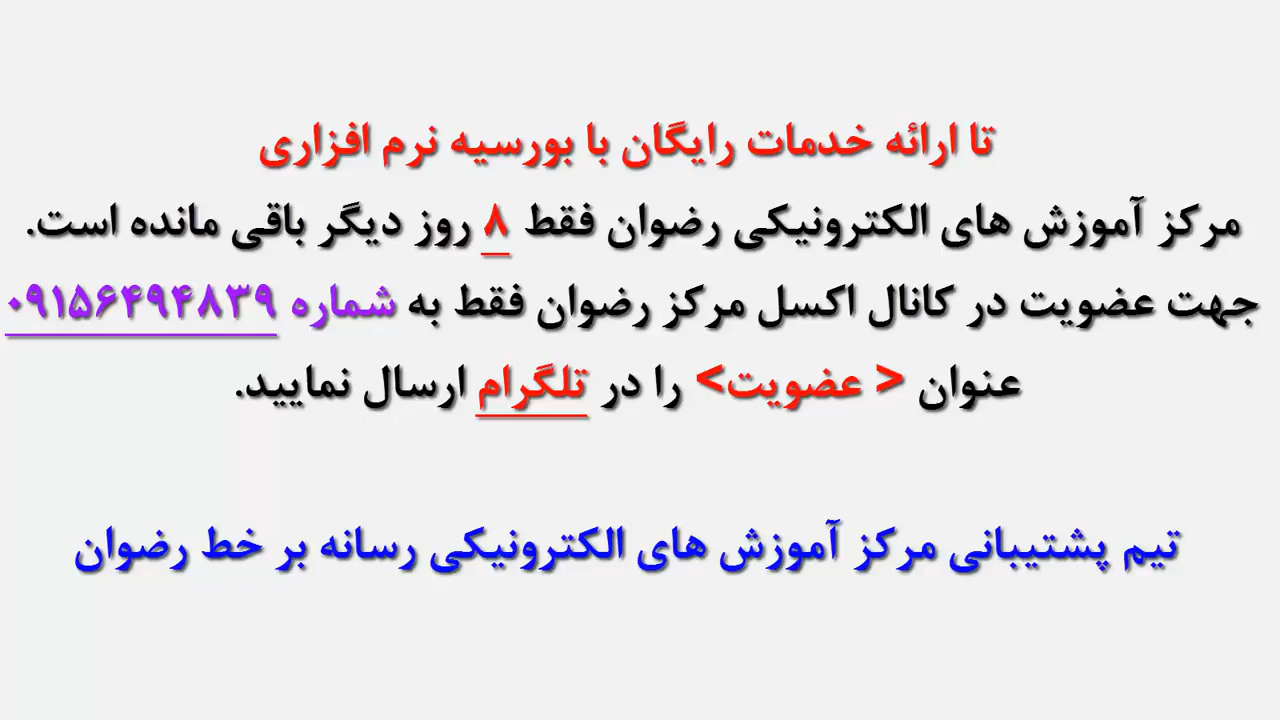 تا ارائه خدمات رایگان با بورسیه نرم افزاری
مرکز آموزش های الکترونیکی رضوان فقط ۸ روز دیگر باقی مانده است.
جهت عضویت در کانال اکسل مرکز رضوان فقط به شماره ۰۹۱۵۶۴۹۴۸۳۹
عنوان < عضویت> را در تلگرام ارسال نمایید.
تیم پشتیبانی مرکز آموزش های الکترونیکی رسانه بر خط رضوان